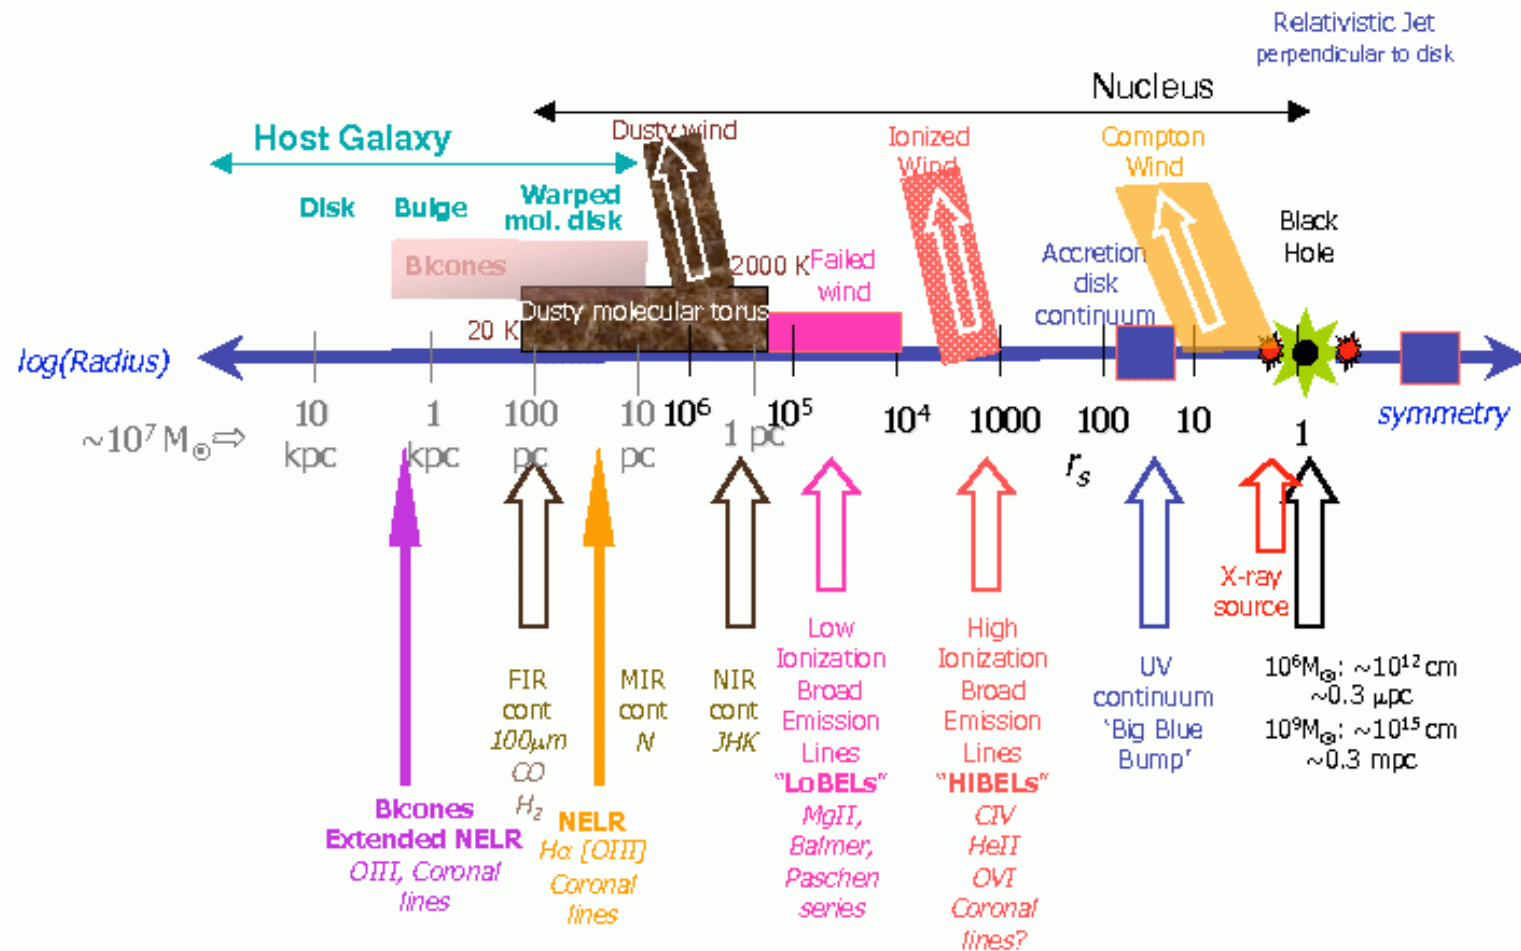 Relativistic Jet
perpendicular to disk
Nucleus
Host Galaxy
Dusty wind
Ionized
Wind
Compton
Wind
Disk
Bulge
Warped
mol. disk
Black
Hole
Bicones
2000 K
Failed
wind
Accretion
disk
continuum
20 K
Dusty molecular torus
log(Radius)
symmetry
~10⁷ M☉⇨
10
kpc
1
kpc
100
pc
10
pc
10⁶
1 pc
10⁵
10⁴
1000
100
10
1
rₛ
X-ray
source
FIR
cont
100μm
CO
H₂
MIR
cont
N
NIR
cont
JHK
Low
Ionization
Broad
Emission
Lines
"LoBELs"
MgII,
Balmer,
Paschen
series
High
Ionization
Broad
Emission
Lines
"HIBELs"
CIV
HeII
OVI
Coronal
lines?
UV
continuum
'Big Blue
Bump'
10⁶M☉: ~10¹² cm
~0.3 μpc
10⁹M☉: ~10¹⁵ cm
~0.3 mpc
Bicones
Extended NELR
OIII, Coronal
lines
NELR
Hα [OIII]
Coronal
lines